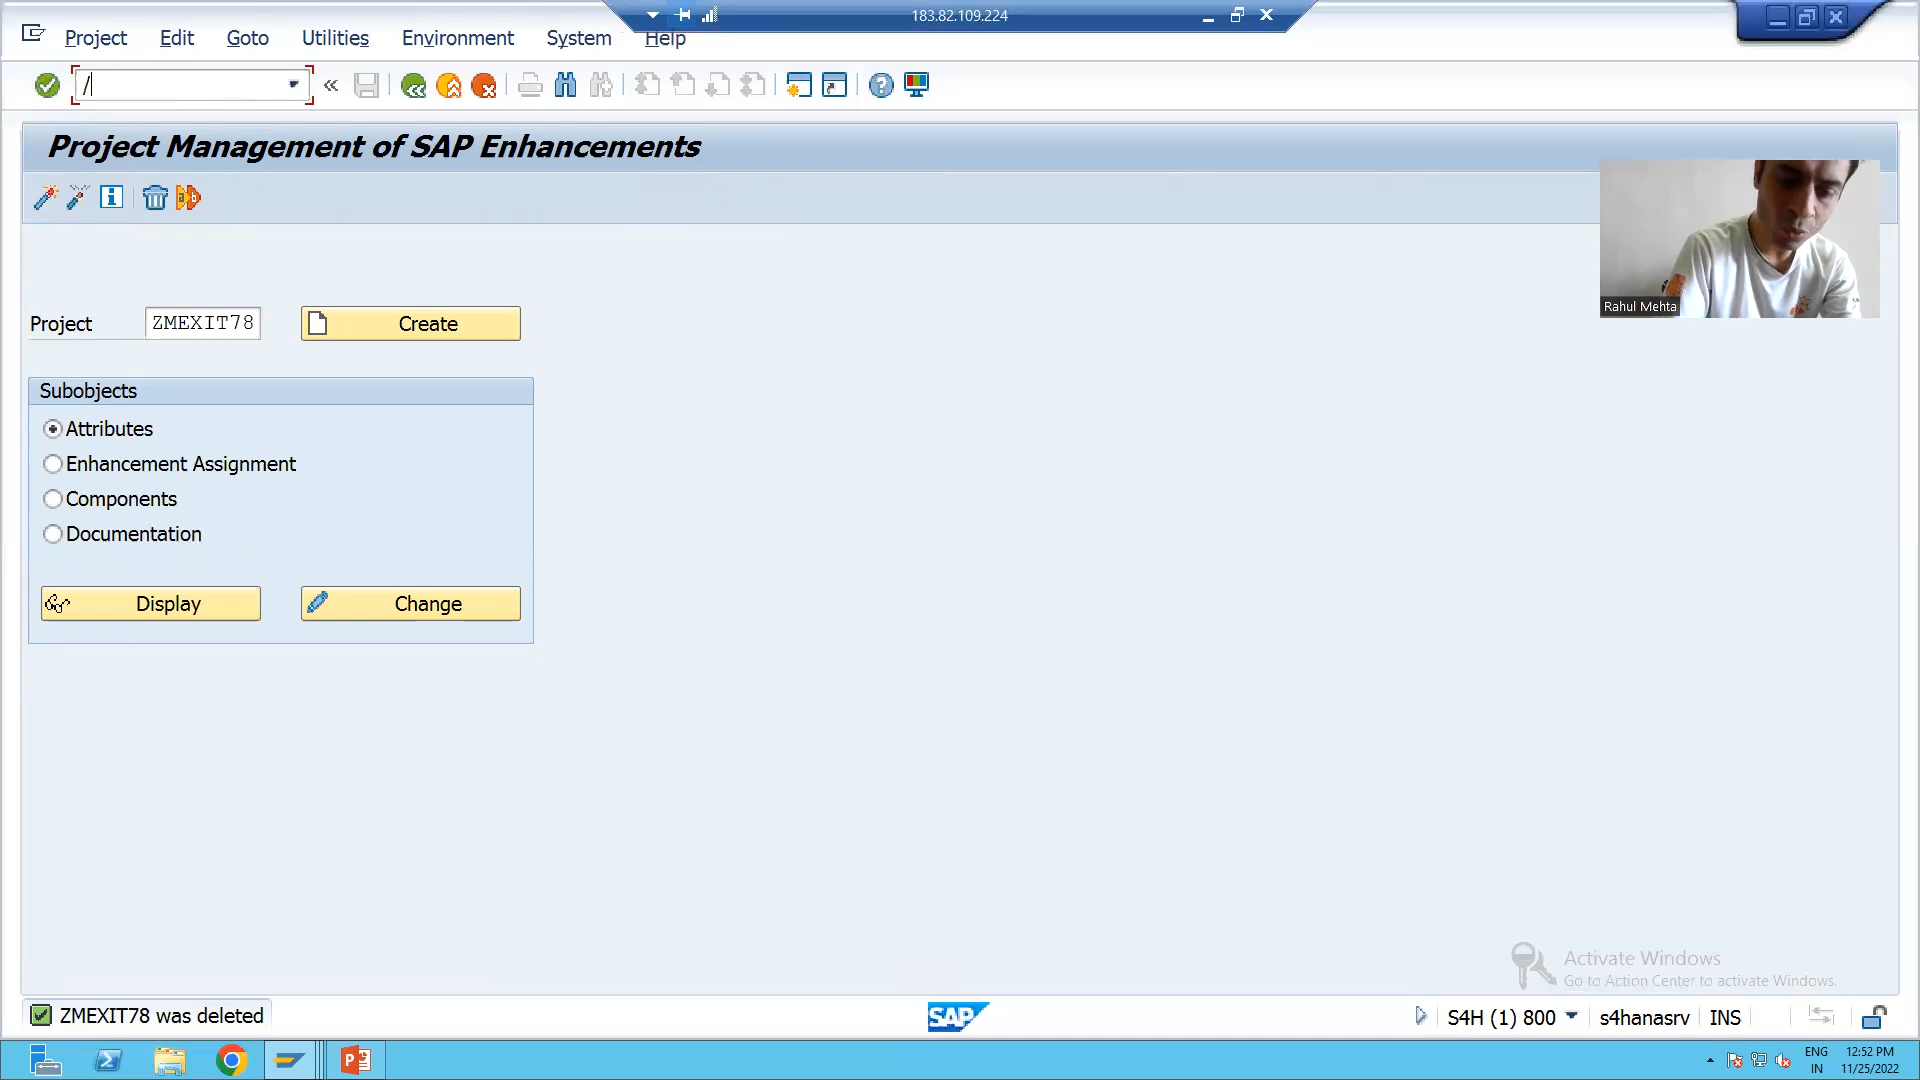 183.82.109.224
Project Edit Goto Utilities Environment System Help
/
Project Management of SAP Enhancements
Rahul Mehta
Project ZMEXIT78 Create
Subobjects
Attributes
Enhancement Assignment
Components
Documentation
Display Change
Activate Windows
Go to Action Center to activate Windows.
ZMEXIT78 was deleted
SAP
S4H (1) 800 s4hanasrv INS
ENG 12:52 PM
IN 11/25/2022